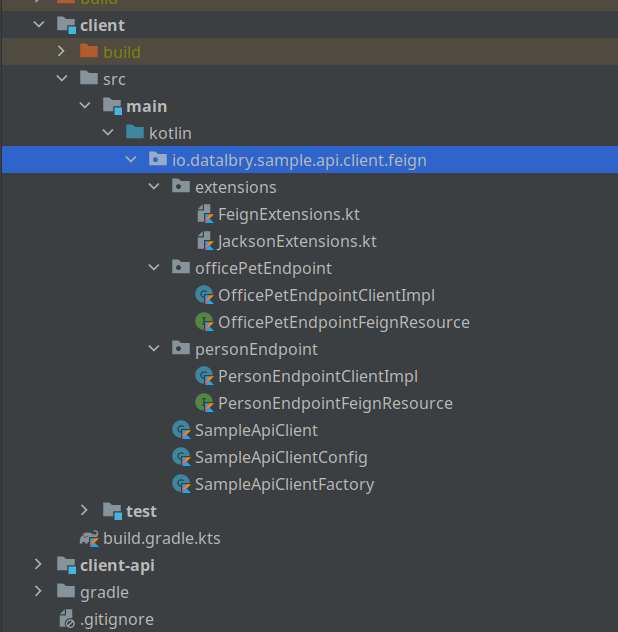 build
client
build
src
main
kotlin
io.datalbry.sample.api.client.feign
extensions
FeignExtensions.kt
JacksonExtensions.kt
officePetEndpoint
OfficePetEndpointClientImpl
OfficePetEndpointFeignResource
personEndpoint
PersonEndpointClientImpl
PersonEndpointFeignResource
SampleApiClient
SampleApiClientConfig
SampleApiClientFactory
test
build.gradle.kts
client-api
gradle
.gitignore